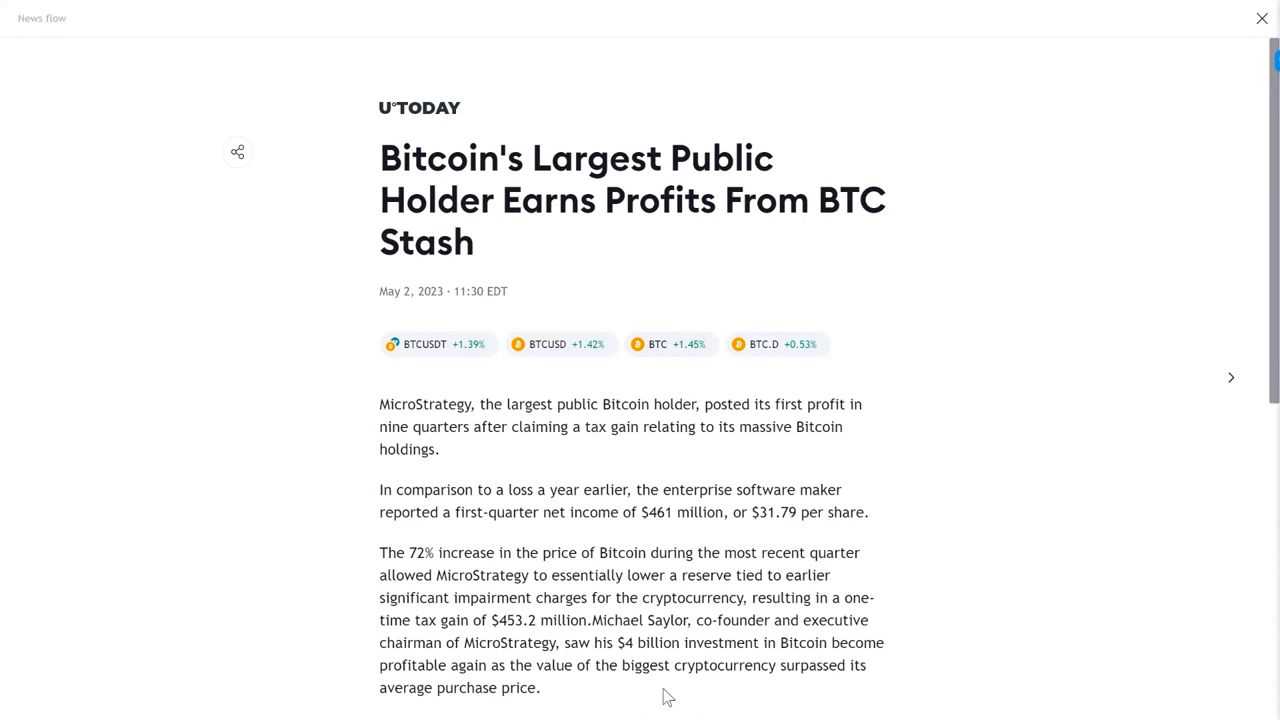 News flow
U°TODAY
Bitcoin's Largest Public
Holder Earns Profits From BTC
Stash
May 2, 2023 · 11:30 EDT
BTCUSDT +1.39% BTCUSD +1.42% BTC +1.45% BTC.D +0.53%
MicroStrategy, the largest public Bitcoin holder, posted its first profit in
nine quarters after claiming a tax gain relating to its massive Bitcoin
holdings.
In comparison to a loss a year earlier, the enterprise software maker
reported a first-quarter net income of $461 million, or $31.79 per share.
The 72% increase in the price of Bitcoin during the most recent quarter
allowed MicroStrategy to essentially lower a reserve tied to earlier
significant impairment charges for the cryptocurrency, resulting in a one-
time tax gain of $453.2 million.Michael Saylor, co-founder and executive
chairman of MicroStrategy, saw his $4 billion investment in Bitcoin become
profitable again as the value of the biggest cryptocurrency surpassed its
average purchase price.